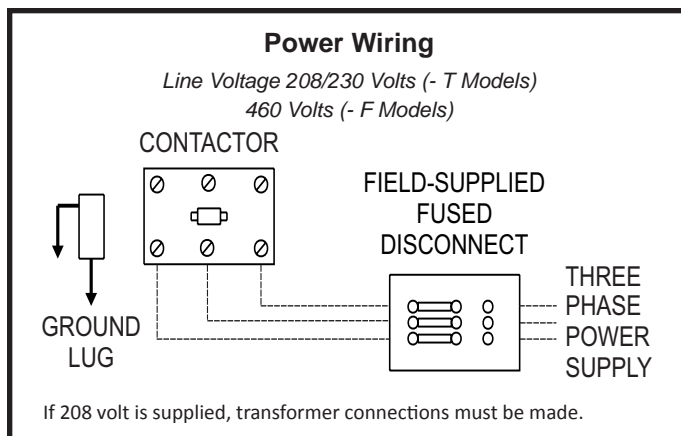 Power Wiring
Line Voltage 208/230 Volts (- T Models)
460 Volts (- F Models)
CONTACTOR
FIELD-SUPPLIED
FUSED
DISCONNECT
THREE
PHASE
POWER
SUPPLY
GROUND
LUG
If 208 volt is supplied, transformer connections must be made.